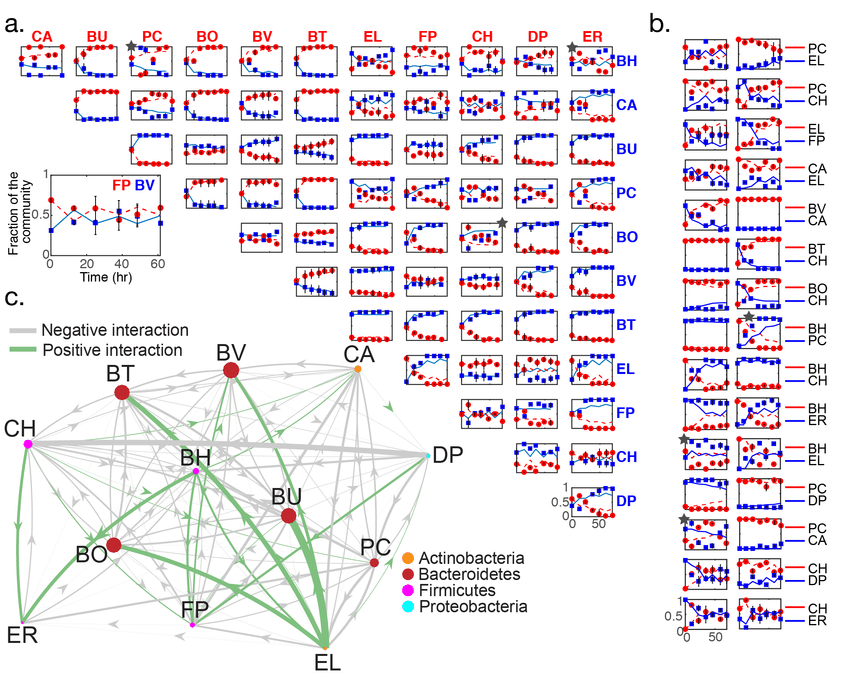 a.
CA BU PC BO BV BT EL FP CH DP ER
BH
CA
BU
PC
BO
BV
BT
EL
FP
CH
DP
1
0.5
0
0 50
Fraction of the
community
1
0.5
0
FP BV
0 20 40 60
Time (hr)
b.
PC
EL
PC
CH
EL
FP
CA
EL
BV
CA
BT
CH
BO
CH
BH
PC
BH
CH
BH
ER
BH
EL
PC
DP
PC
CA
CH
DP
CH
ER
1
0.5
0
0 50
c.
Negative interaction
Positive interaction
BT
BV
CA
CH
BH
DP
BU
BO
PC
ER
FP
EL
Actinobacteria
Bacteroidetes
Firmicutes
Proteobacteria